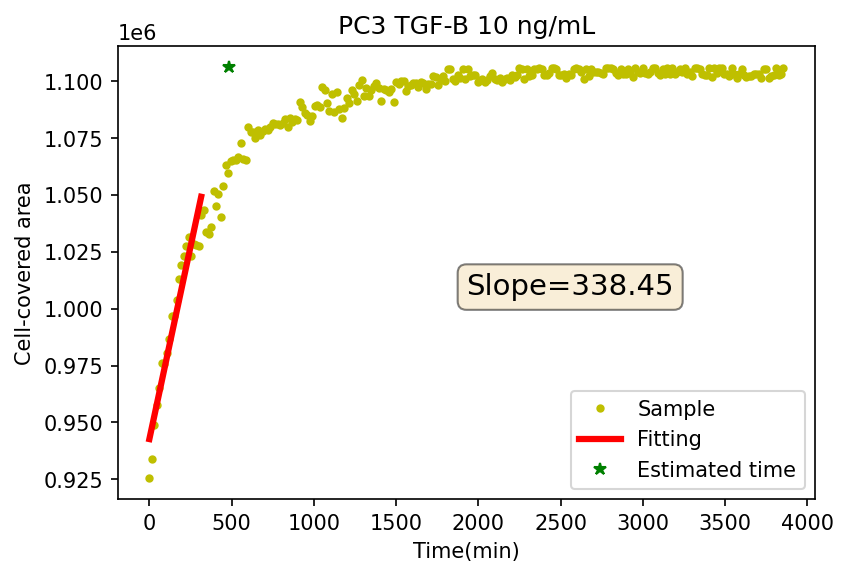 PC3 TGF-B 10 ng/mL
1e6
1.100
1.075
1.050
1.025
1.000
0.975
0.950
0.925
Cell-covered area
Slope=338.45
Sample
Fitting
Estimated time
0 500 1000 1500 2000 2500 3000 3500 4000
Time(min)